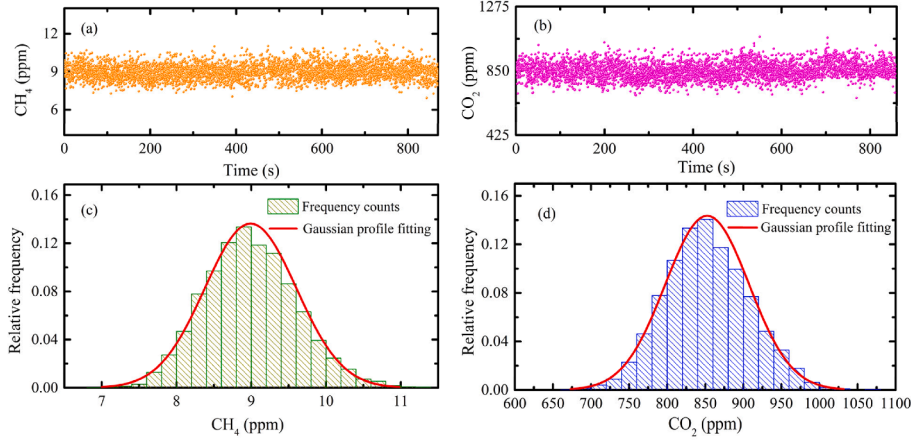 (a)
CH4 (ppm)
12
9
6
0 200 400 600 800
Time (s)
(b)
CO2 (ppm)
1275
850
425
0 200 400 600 800
Time (s)
(c)
Relative frequency
0.16
0.12
0.08
0.04
0.00
Frequency counts
Gaussian profile fitting
7 8 9 10 11
CH4 (ppm)
(d)
Relative frequency
0.16
0.12
0.08
0.04
0.00
Frequency counts
Gaussian profile fitting
600 650 700 750 800 850 900 950 1000 1050 1100
CO2 (ppm)